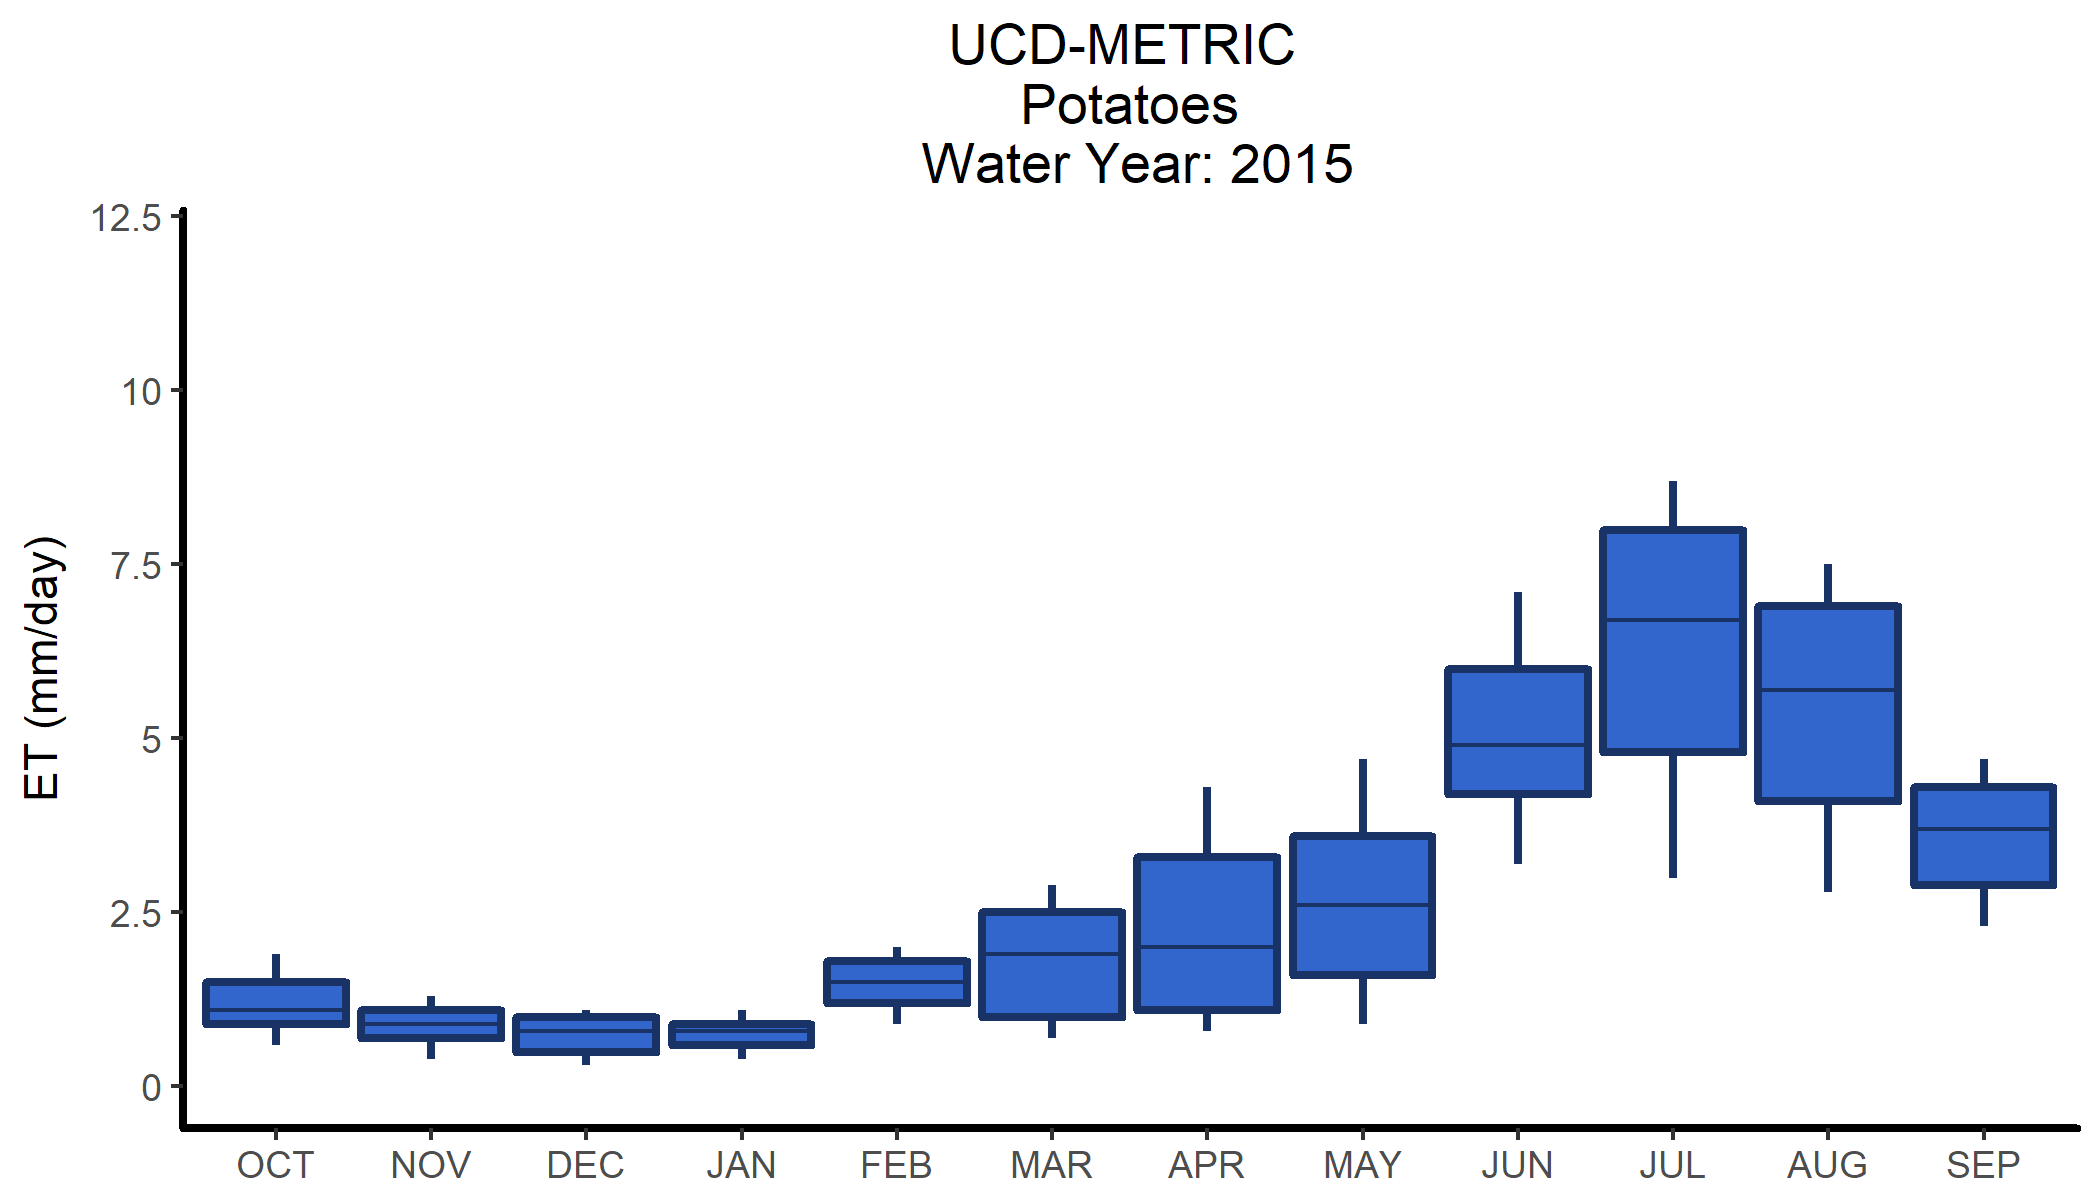 UCD-METRIC
Potatoes
Water Year: 2015
ET (mm/day)
12.5
10
7.5
5
2.5
0
OCT NOV DEC JAN FEB MAR APR MAY JUN JUL AUG SEP